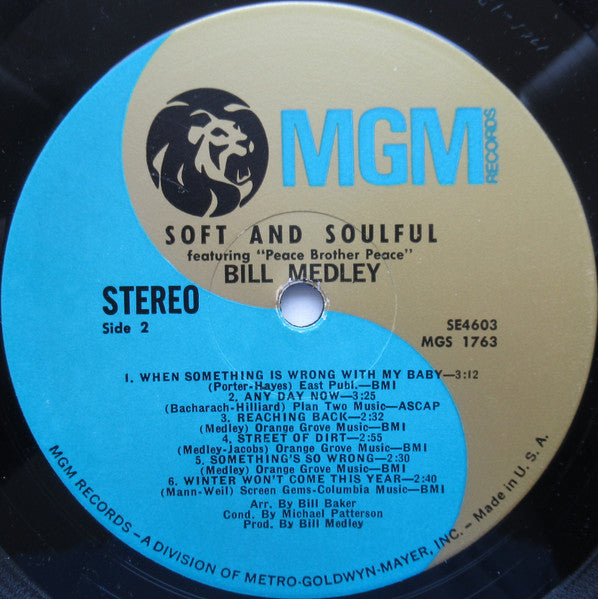 MGM
RECORDS
SOFT AND SOULFUL
featuring "Peace Brother Peace"
BILL MEDLEY
STEREO
Side 2
SE4603
MGS 1763
1. WHEN SOMETHING IS WRONG WITH MY BABY—3:12
(Porter-Hayes) East Publ.—BMI
2. ANY DAY NOW—3:25
(Bacharach-Hilliard) Plan Two Music—ASCAP
3. REACHING BACK—2:32
(Medley) Orange Grove Music—BMI
4. STREET OF DIRT—2:55
(Medley-Jacobs) Orange Grove Music—BMI
5. SOMETHING'S SO WRONG—2:30
(Medley) Orange Grove Music—BMI
6. WINTER WON'T COME THIS YEAR—2:40
(Mann-Weil) Screen Gems-Columbia Music—BMI
Arr. By Bill Baker
Cond. By Michael Patterson
Prod. By Bill Medley
MGM RECORDS – A DIVISION OF METRO-GOLDWYN-MAYER, INC. – Made in U. S. A.